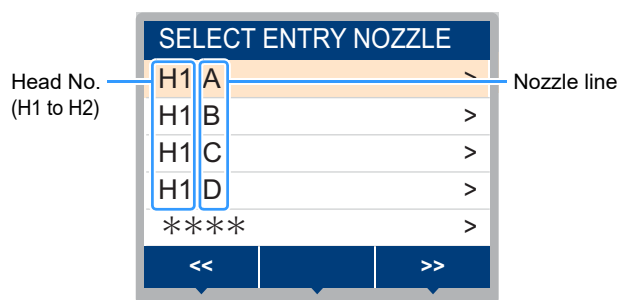 SELECT ENTRY NOZZLE
Head No.
(H1 to H2)
H1 A >
Nozzle line
H1 B >
H1 C >
H1 D >
**** >
<< >>